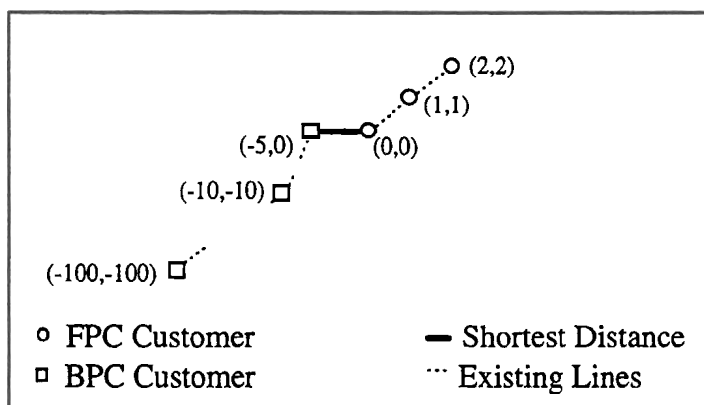 (2,2)
(1,1)
(-5,0)
(0,0)
(-10,-10)
(-100,-100)
FPC Customer
Shortest Distance
BPC Customer
Existing Lines